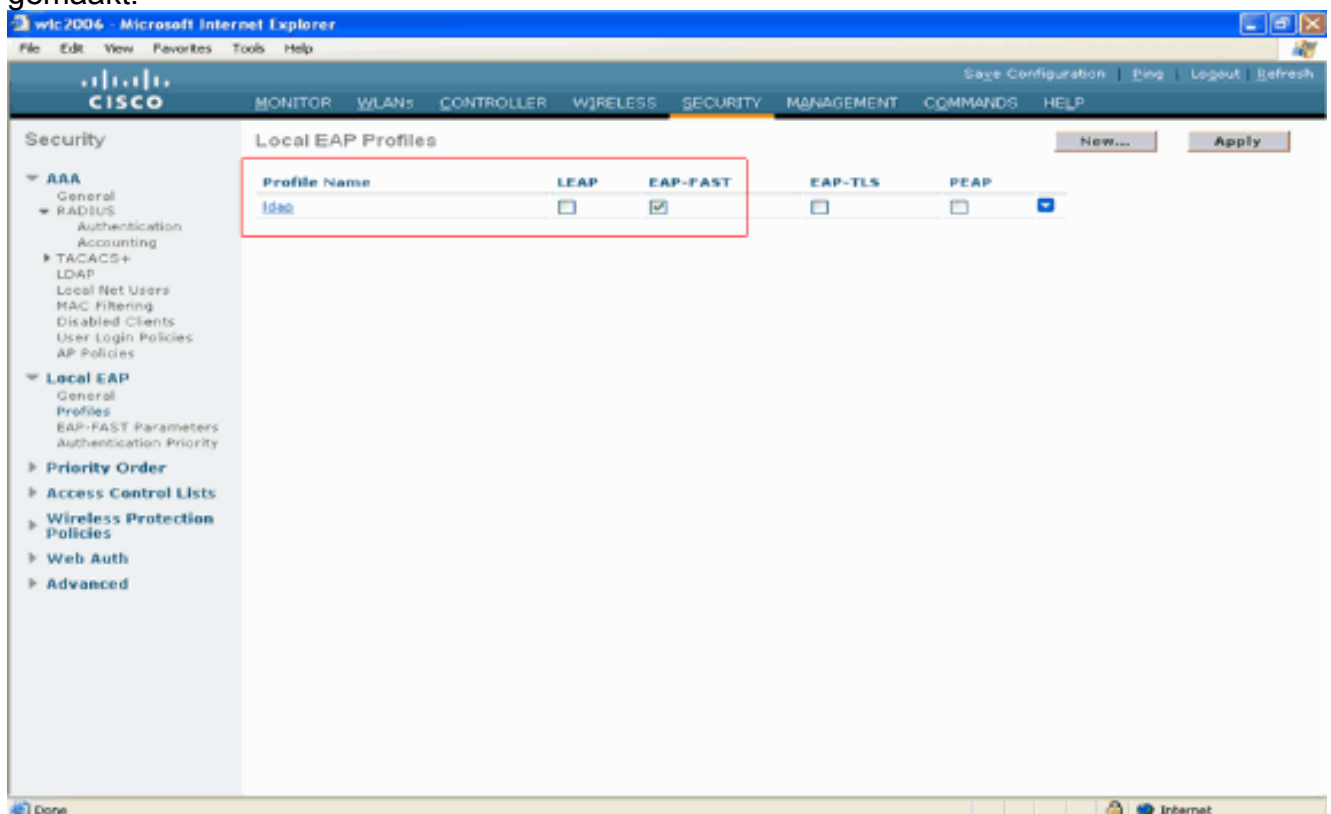 gemaakt.
wlc2006 - Microsoft Internet Explorer
File Edit View Favorites Tools Help
Save Configuration | Ping | Logout | Refresh
CISCO
MONITOR WLANs CONTROLLER WIRELESS SECURITY MANAGEMENT COMMANDS HELP
Security
Local EAP Profiles
New...
Apply
AAA
General
RADIUS
Authentication
Accounting
TACACS+
LDAP
Local Net Users
MAC Filtering
Disabled Clients
User Login Policies
AP Policies
Local EAP
General
Profiles
EAP-FAST Parameters
Authentication Priority
Priority Order
Access Control Lists
Wireless Protection
Policies
Web Auth
Advanced
Profile Name LEAP EAP-FAST EAP-TLS PEAP
ldap
Done
Internet